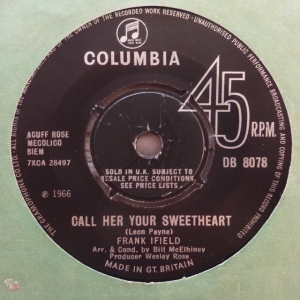 THE GRAMOPHONE CO. LTD. ALL RIGHTS OF THE MANUFACTURER AND OF THE OWNER OF THE RECORDED WORK RESERVED · UNAUTHORISED PUBLIC PERFORMANCE BROADCASTING AND COPYING OF THIS RECORD PROHIBITED
COLUMBIA
45
R.P.M.
ACUFF ROSE
MECOLICO
BIEM
7XCA 28497
SOLD IN U.K. SUBJECT TO
RESALE PRICE CONDITIONS,
SEE PRICE LISTS
DB 8078
℗ 1966
CALL HER YOUR SWEETHEART
(Leon Payne)
FRANK IFIELD
Arr. & Cond. by Bill McElhiney
Producer Wesley Rose
MADE IN GT. BRITAIN